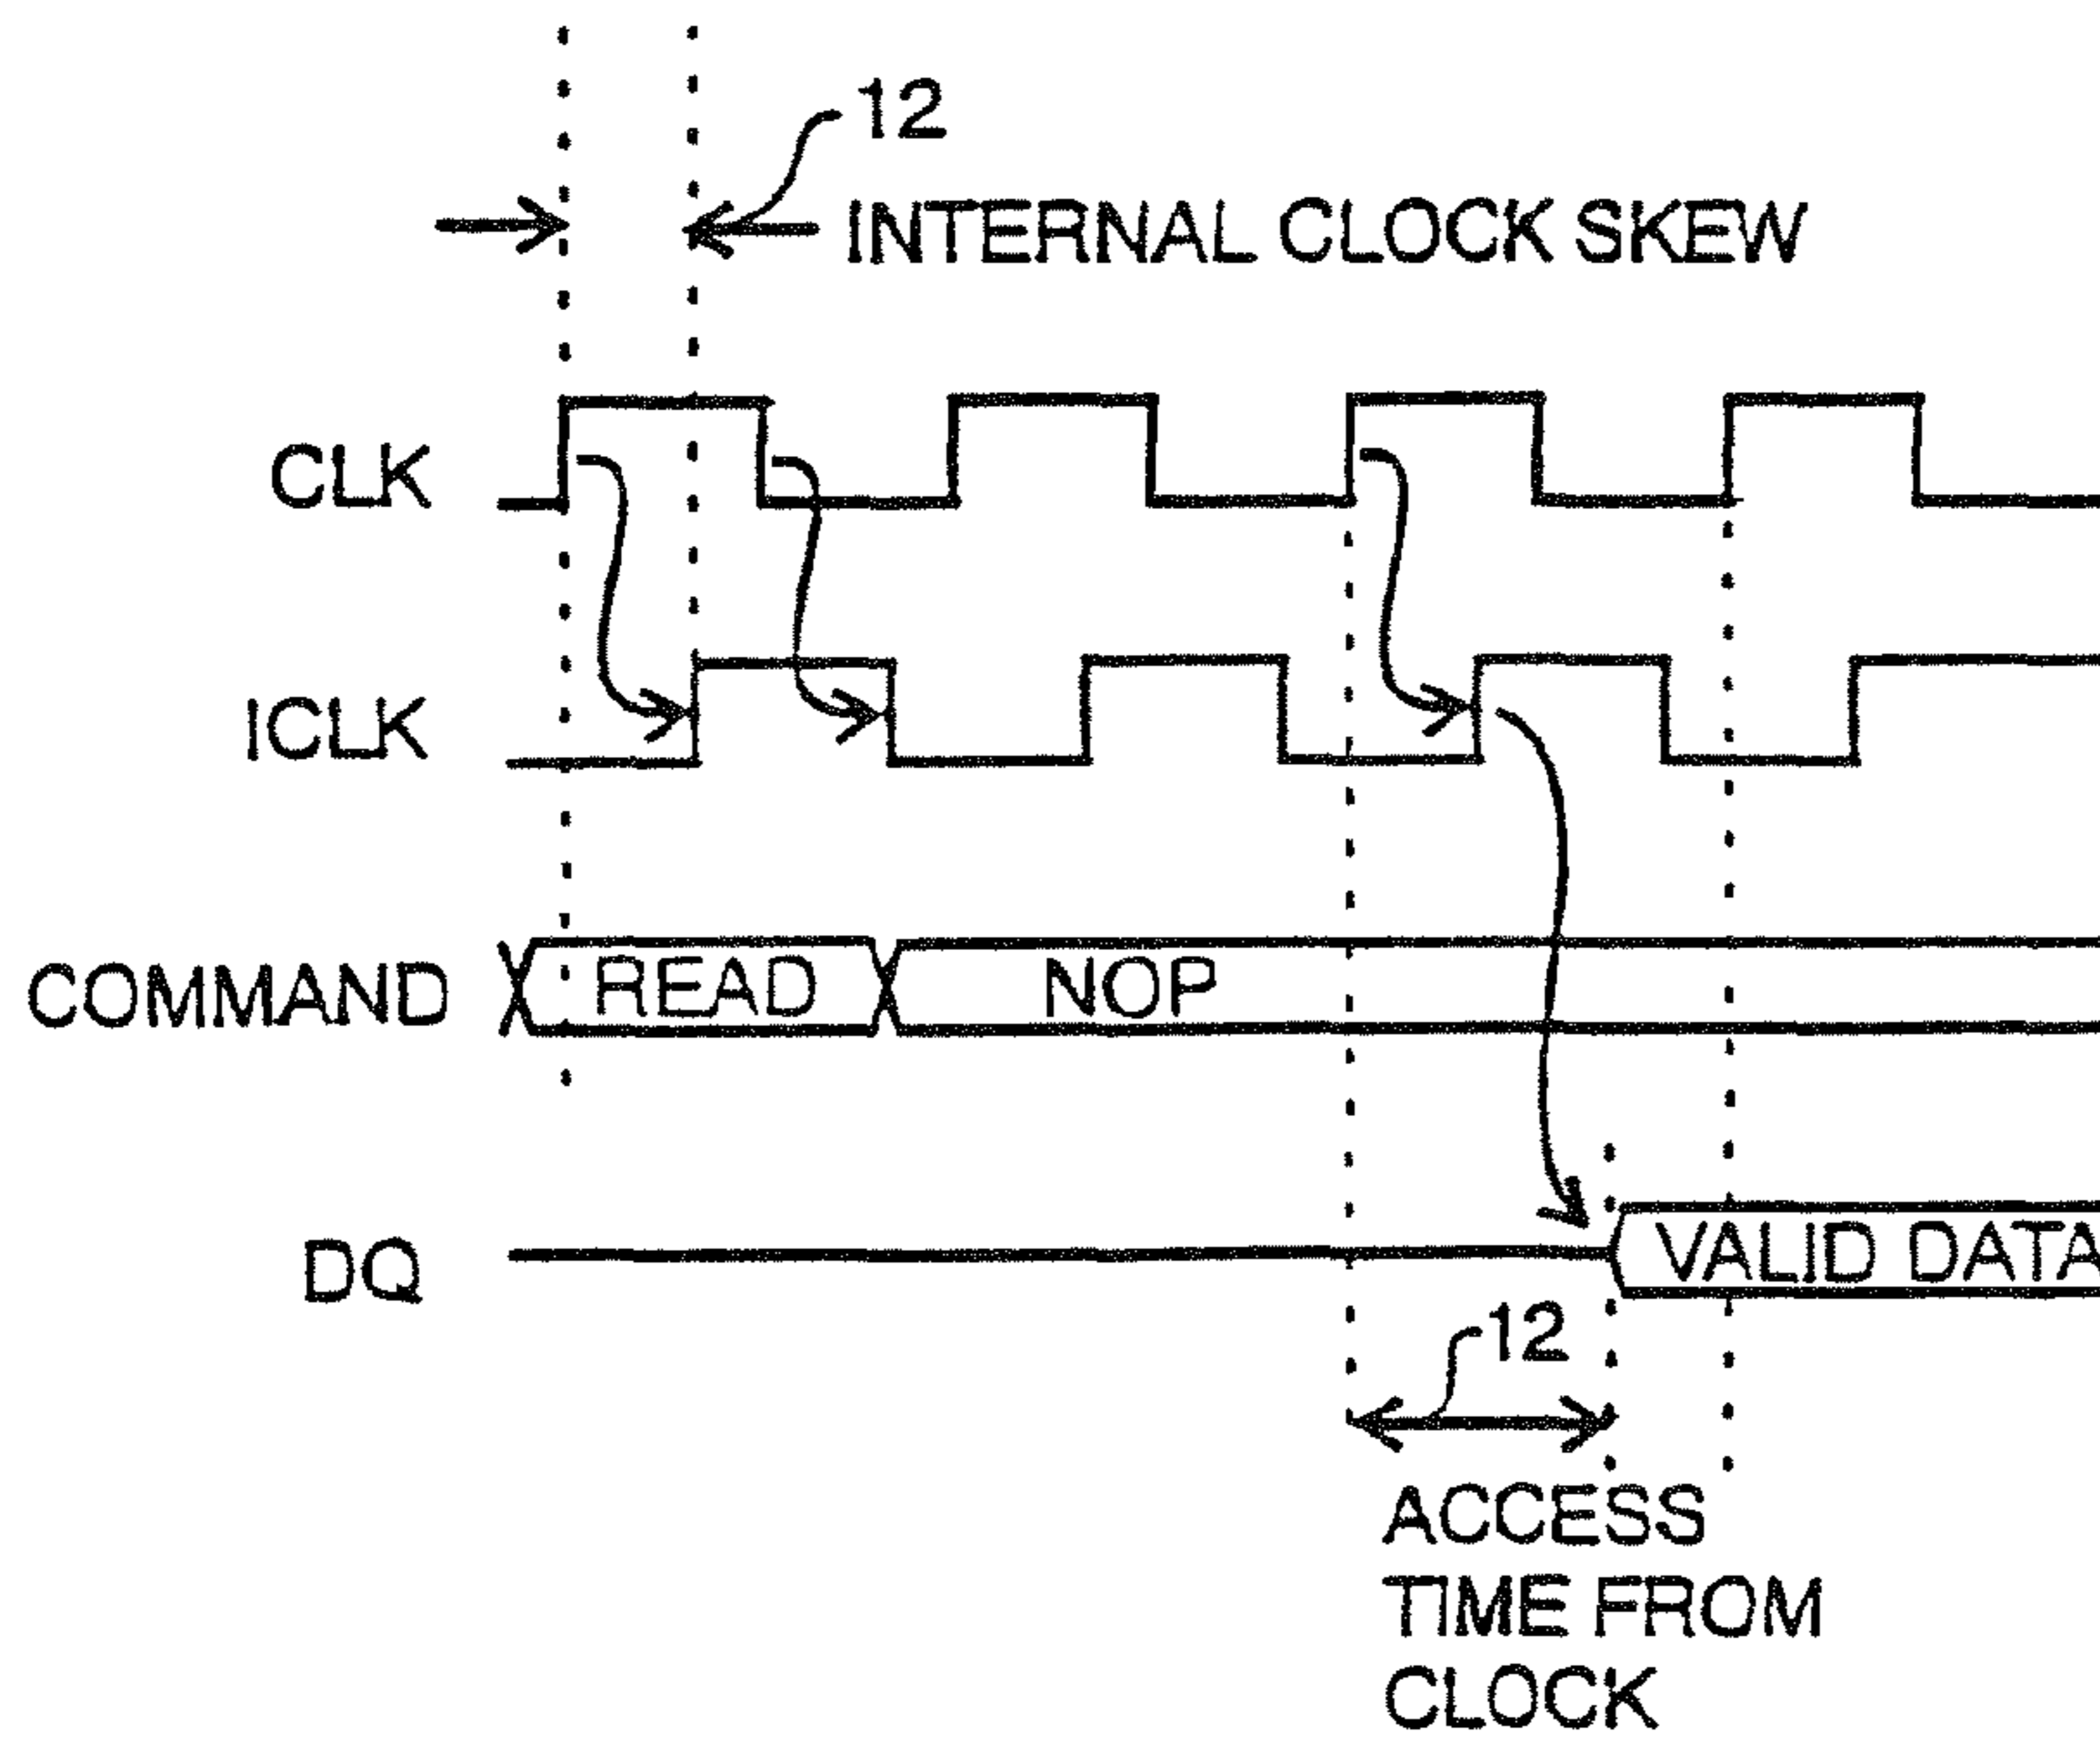 12
INTERNAL CLOCK SKEW
CLK
ICLK
COMMAND READ NOP
DQ VALID DATA
12
ACCESS
TIME FROM
CLOCK